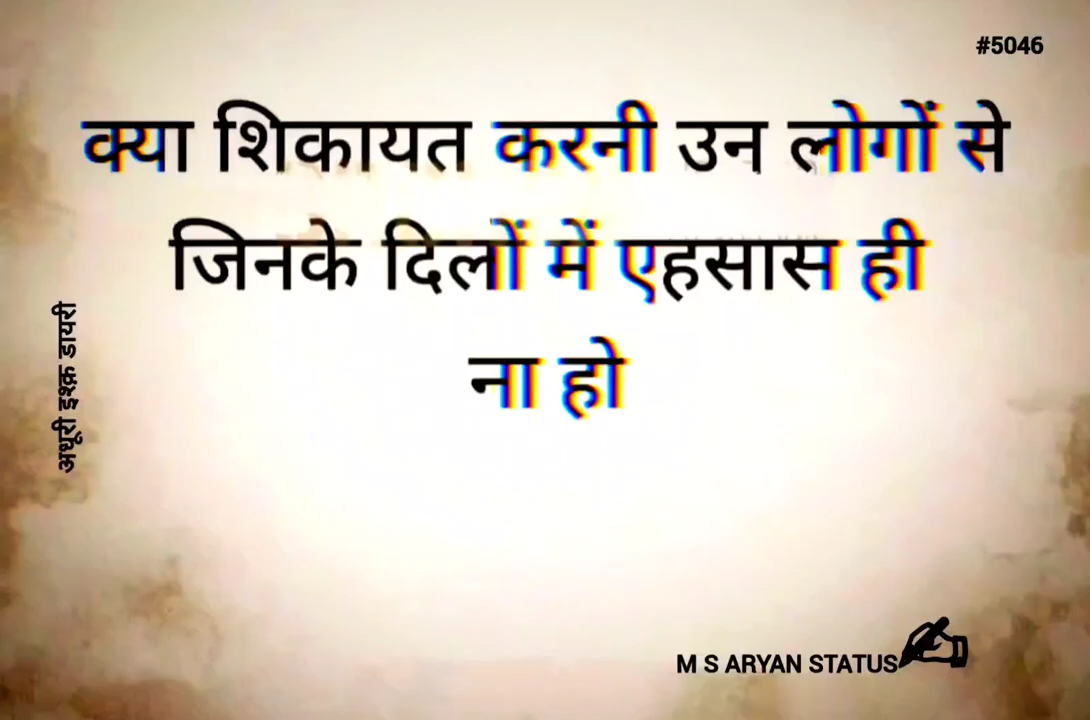 #5046
क्या शिकायत करनी उन लोगों से
जिनके दिलों में एहसास ही
ना हो
अधूरी इश्क़ डायरी
M S ARYAN STATUS